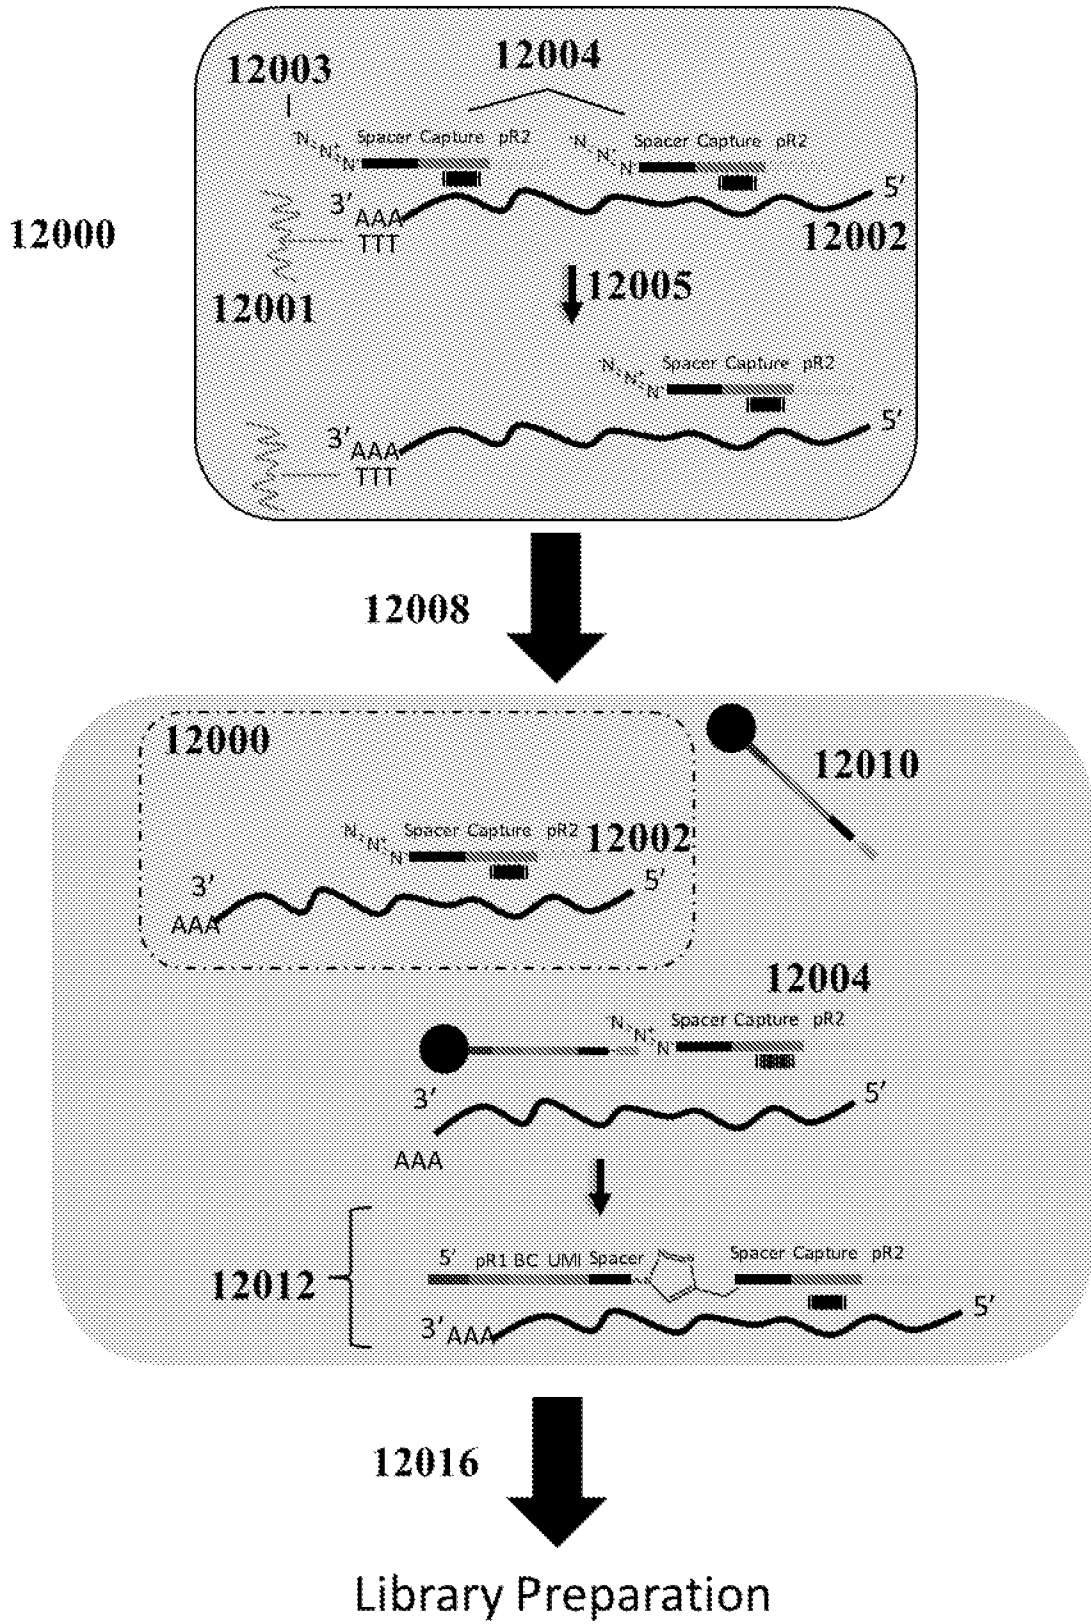 12003
12004
N N⁺ N Spacer Capture pR2
N N⁺ N Spacer Capture pR2
3' AAA 5'
TTT
12000
12002
12001
12005
N N⁺ N Spacer Capture pR2
3' AAA 5'
TTT
12008
12000
12010
N N⁺ N Spacer Capture pR2 12002
3' 5'
AAA
12004
N N⁺ N Spacer Capture pR2
3' 5'
AAA
5' pR1 BC UMI Spacer Spacer Capture pR2
12012
3' AAA 5'
12016
Library Preparation